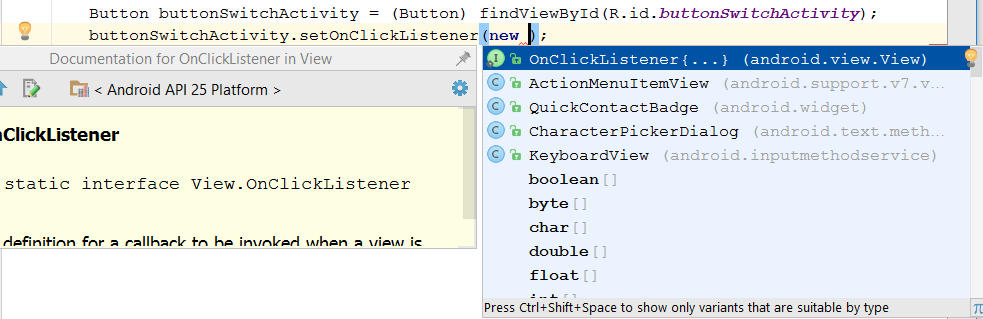 Button buttonSwitchActivity = (Button) findViewById(R.id.buttonSwitchActivity);
buttonSwitchActivity.setOnClickListener(new );
Documentation for OnClickListener in View
< Android API 25 Platform >
nClickListener
static interface View.OnClickListener
definition for a callback to be invoked when a view is
OnClickListener{...} (android.view.View)
ActionMenuItemView (android.support.v7.v...
QuickContactBadge (android.widget)
CharacterPickerDialog (android.text.meth...
KeyboardView (android.inputmethodservice)
boolean[]
byte[]
char[]
double[]
float[]
int[]
Press Ctrl+Shift+Space to show only variants that are suitable by type
π